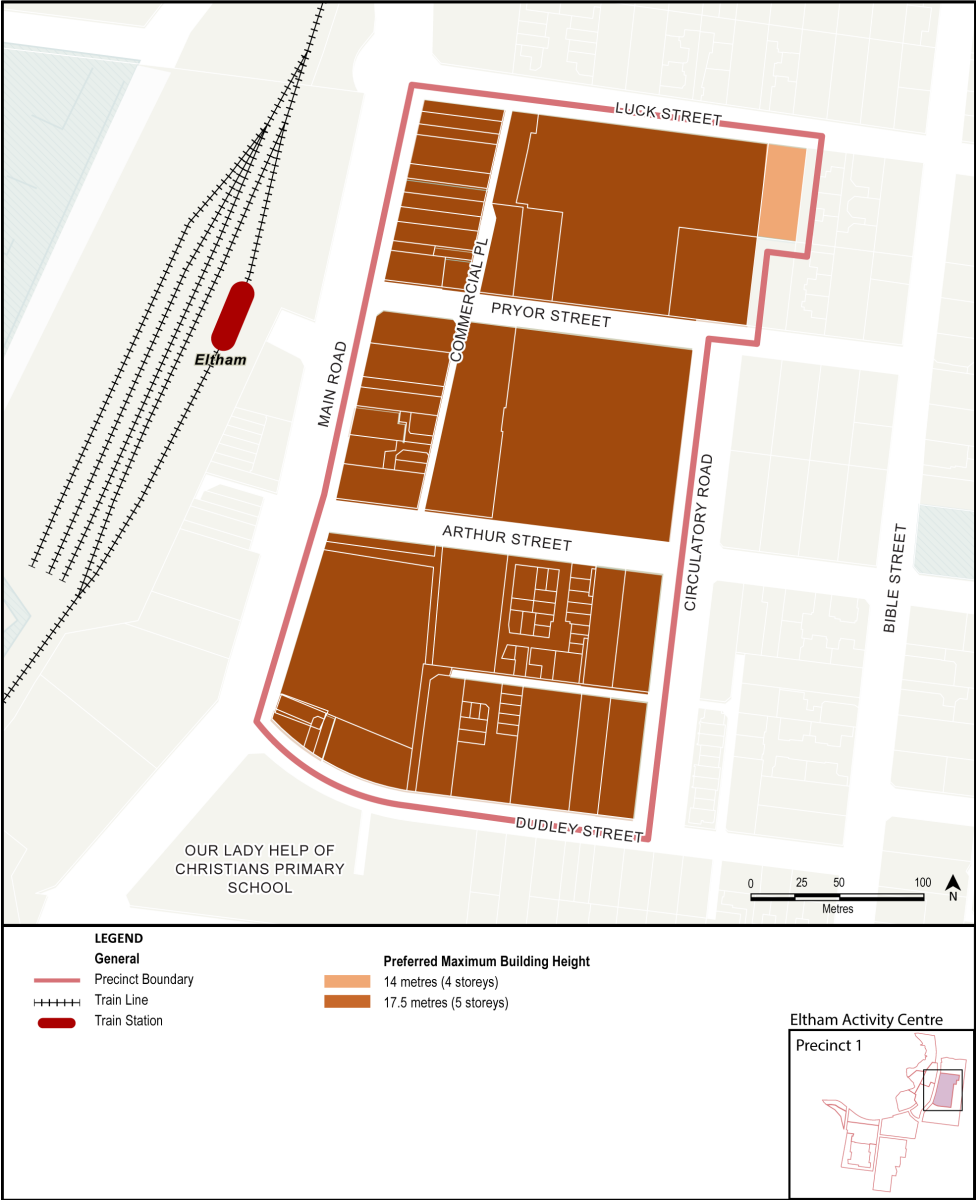 LUCK STREET
COMMERCIAL PL
PRYOR STREET
Eltham
MAIN ROAD
CIRCULATORY ROAD
ARTHUR STREET
BIBLE STREET
DUDLEY STREET
OUR LADY HELP OF
CHRISTIANS PRIMARY
SCHOOL
0 25 50 100
Metres
N
LEGEND
General
Precinct Boundary
Train Line
Train Station
Preferred Maximum Building Height
14 metres (4 storeys)
17.5 metres (5 storeys)
Eltham Activity Centre
Precinct 1